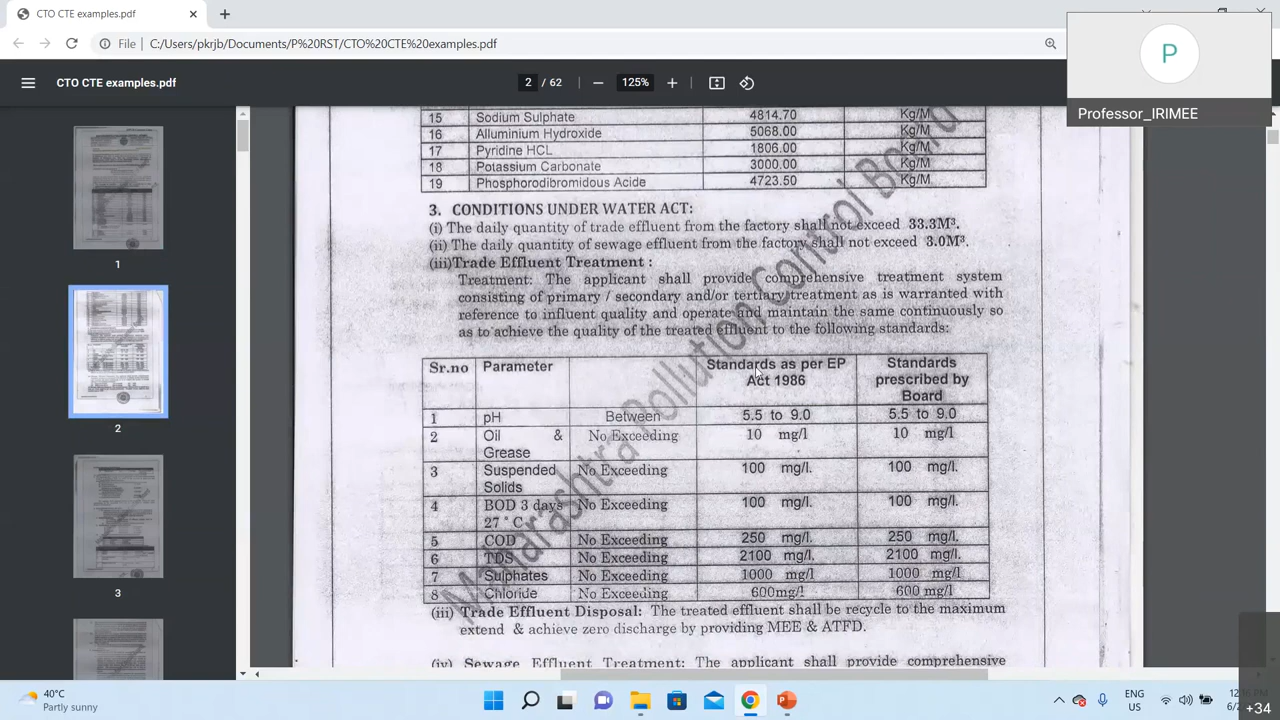 CTO CTE examples.pdf
File C:/Users/pkrjb/Documents/P%20RST/CTO%20CTE%20examples.pdf
CTO CTE examples.pdf
2 / 62
125%
P
Professor_IRIMEE
1
2
3
15 Sodium Sulphate 4814.70 Kg/M
16 Alluminium Hydroxide 5068.00 Kg/M
17 Pyridine HCL 1806.00 Kg/M
18 Potassium Carbonate 3000.00 Kg/M
19 Phosphorodibromidous Acide 4723.50 Kg/M
3. CONDITIONS UNDER WATER ACT:
(i) The daily quantity of trade effluent from the factory shall not exceed 33.3M³.
(ii) The daily quantity of sewage effluent from the factory shall not exceed 3.0M³.
(iii) Trade Effluent Treatment :
Treatment: The applicant shall provide comprehensive treatment system
consisting of primary / secondary and/or tertiary treatment as is warranted with
reference to influent quality and operate and maintain the same continuously so
as to achieve the quality of the treated effluent to the following standards:
Sr.no Parameter Standards as per EP Act 1986 Standards prescribed by Board
1 pH Between 5.5 to 9.0 5.5 to 9.0
2 Oil & Grease No Exceeding 10 mg/l 10 mg/l
3 Suspended Solids No Exceeding 100 mg/l. 100 mg/l.
4 BOD 3 days 27 ° C No Exceeding 100 mg/l. 100 mg/l.
5 COD No Exceeding 250 mg/l. 250 mg/l.
6 TDS No Exceeding 2100 mg/l. 2100 mg/l.
7 Sulphates No Exceeding 1000 mg/l 1000 mg/l
8 Chloride No Exceeding 600mg/l 600 mg/l
(iii) Trade Effluent Disposal: The treated effluent shall be recycle to the maximum
extend & achieve zero discharge by providing MEE & ATFD.
(iv) Sewage Effluent Treatment: The applicant shall provide comprehensive
Maharashtra Pollution Control Board
40°C
Partly sunny
ENG
US
+34